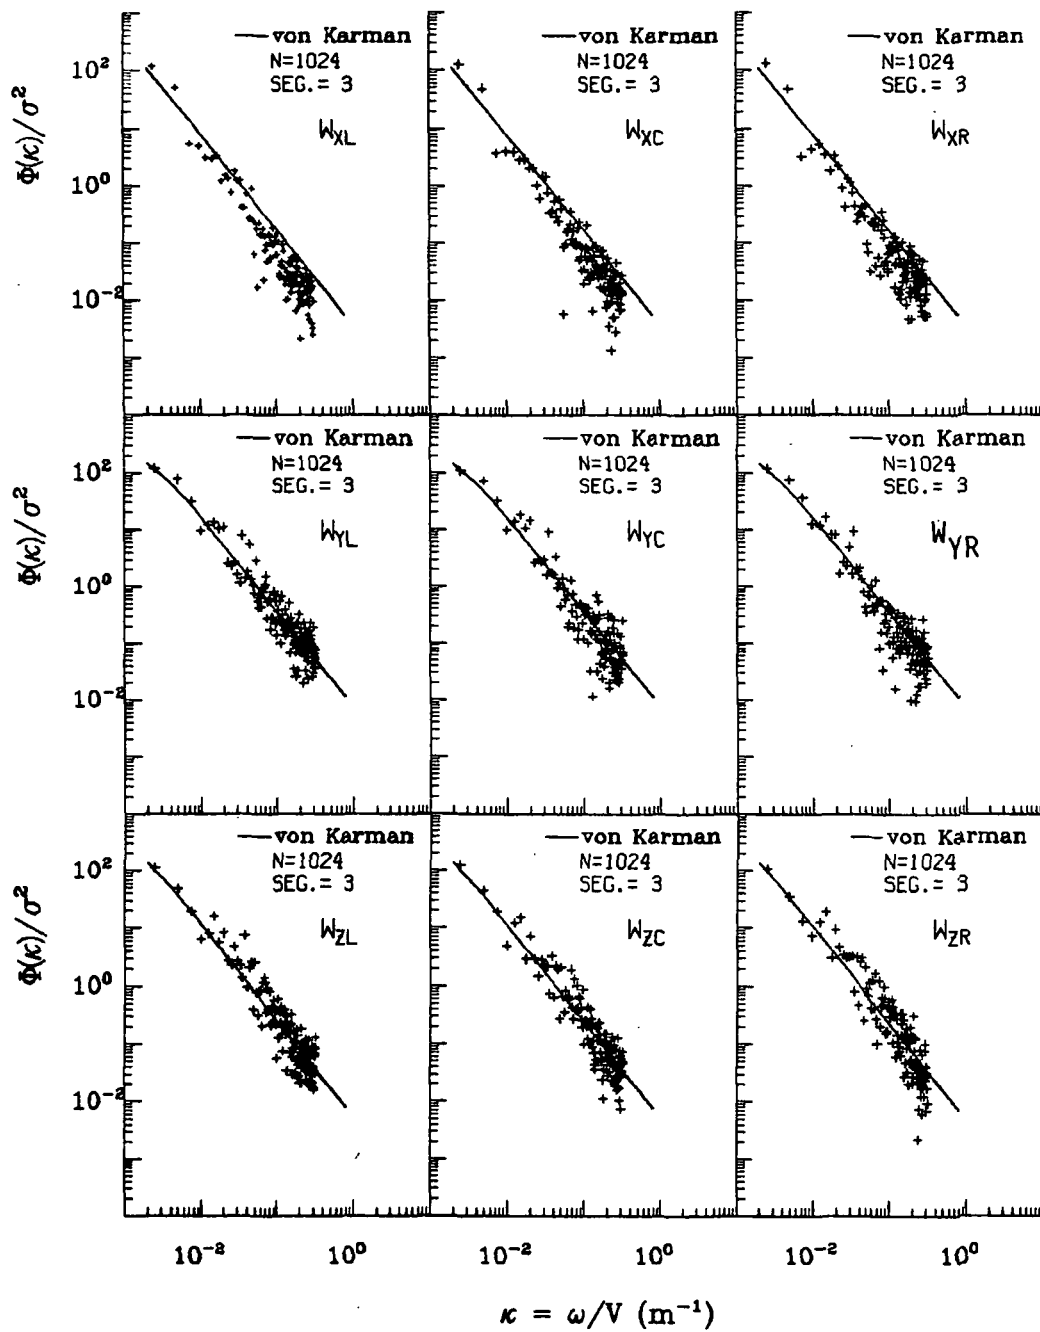 von Karman
N=1024
SEG.= 3
W_XL
von Karman
N=1024
SEG.= 3
W_XC
von Karman
N=1024
SEG.= 3
W_XR
Φ(κ)/σ²
10²
10⁰
10⁻²
von Karman
N=1024
SEG.= 3
W_YL
von Karman
N=1024
SEG.= 3
W_YC
von Karman
N=1024
SEG.= 3
W_YR
Φ(κ)/σ²
10²
10⁰
10⁻²
von Karman
N=1024
SEG.= 3
W_ZL
von Karman
N=1024
SEG.= 3
W_ZC
von Karman
N=1024
SEG.= 3
W_ZR
Φ(κ)/σ²
10²
10⁰
10⁻²
10⁻² 10⁰ 10⁻² 10⁰ 10⁻² 10⁰
κ = ω/V (m⁻¹)